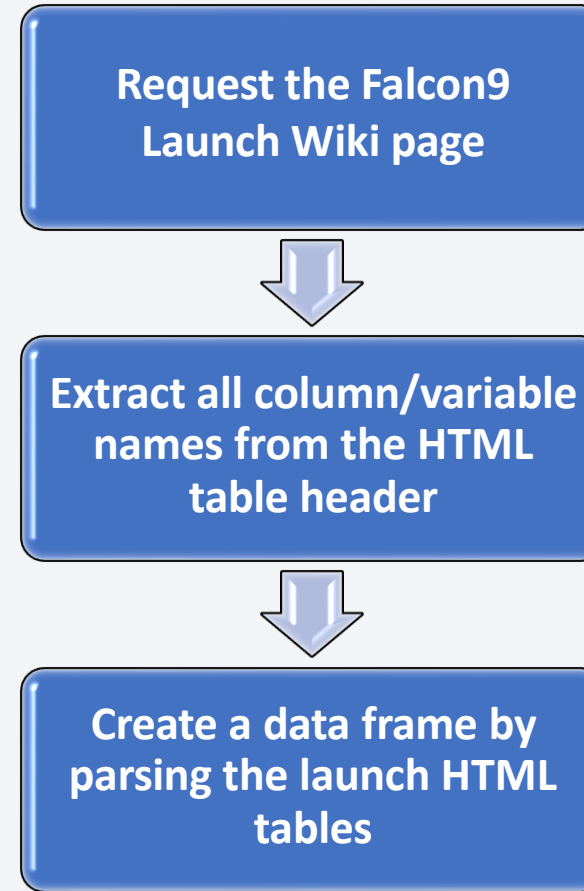 Request the Falcon9
Launch Wiki page
Extract all column/variable
names from the HTML
table header
Create a data frame by
parsing the launch HTML
tables